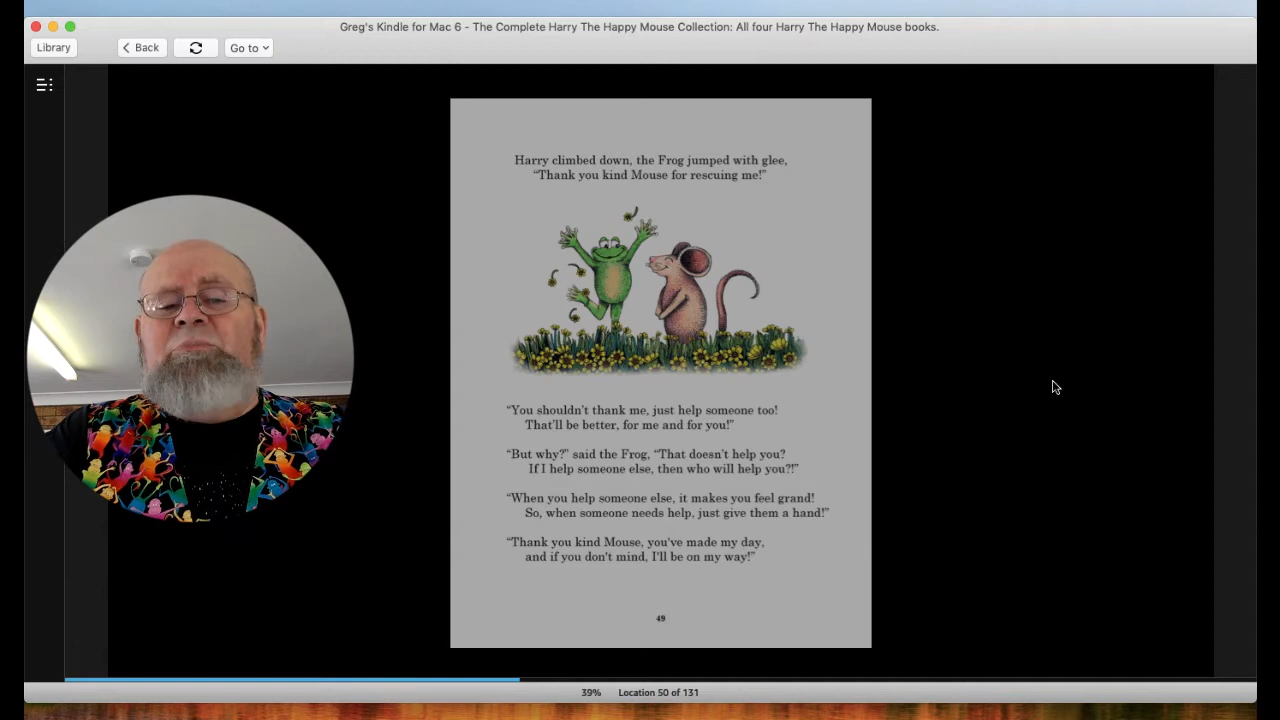 Greg's Kindle for Mac 6 - The Complete Harry The Happy Mouse Collection: All four Harry The Happy Mouse books.
Library
Back
Go to
Harry climbed down, the Frog jumped with glee,
“Thank you kind Mouse for rescuing me!”
“You shouldn’t thank me, just help someone too!
That’ll be better, for me and for you!”
“But why?” said the Frog, “That doesn’t help you?
If I help someone else, then who will help you?!”
“When you help someone else, it makes you feel grand!
So, when someone needs help, just give them a hand!”
“Thank you kind Mouse, you've made my day,
and if you don't mind, I'll be on my way!”
49
39% Location 50 of 131